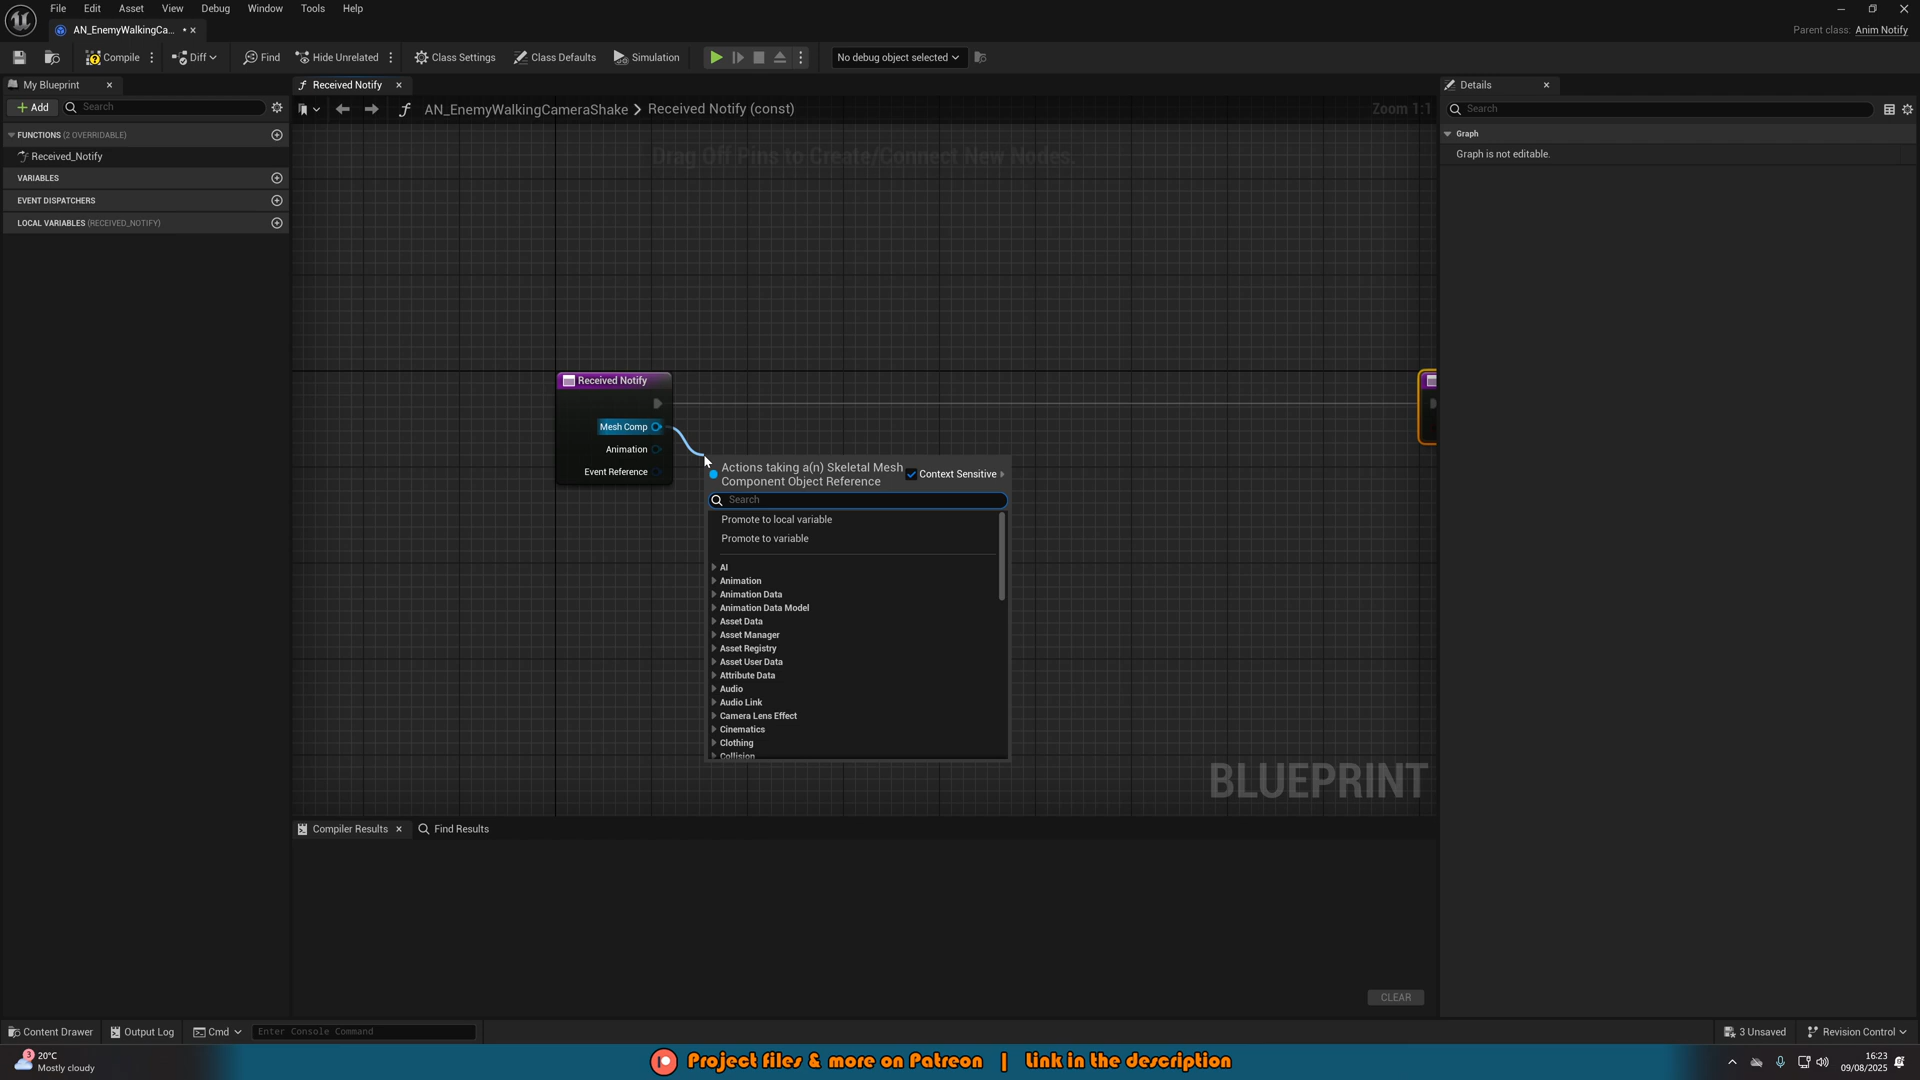 File Edit Asset View Debug Window Tools Help
AN_EnemyWalkingCa...
Parent class: Anim Notify
Compile Diff Find Hide Unrelated Class Settings Class Defaults Simulation No debug object selected
My Blueprint
Received Notify
Details
Add Search
AN_EnemyWalkingCameraShake > Received Notify (const)
Zoom 1:1
Search
FUNCTIONS (2 OVERRIDABLE)
Received_Notify
VARIABLES
EVENT DISPATCHERS
LOCAL VARIABLES (RECEIVED_NOTIFY)
Graph
Graph is not editable.
Drag Off Pins to Create/Connect New Nodes.
Received Notify
Mesh Comp
Animation
Event Reference
Actions taking a(n) Skeletal Mesh
Component Object Reference
Context Sensitive
Search
Promote to local variable
Promote to variable
AI
Animation
Animation Data
Animation Data Model
Asset Data
Asset Manager
Asset Registry
Asset User Data
Attribute Data
Audio
Audio Link
Camera Lens Effect
Cinematics
Clothing
Collision
BLUEPRINT
Compiler Results Find Results
CLEAR
Content Drawer Output Log Cmd Enter Console Command
3 Unsaved Revision Control
3
20°C
Mostly cloudy
Project files & more on Patreon | Link in the description
16:23
09/08/2025